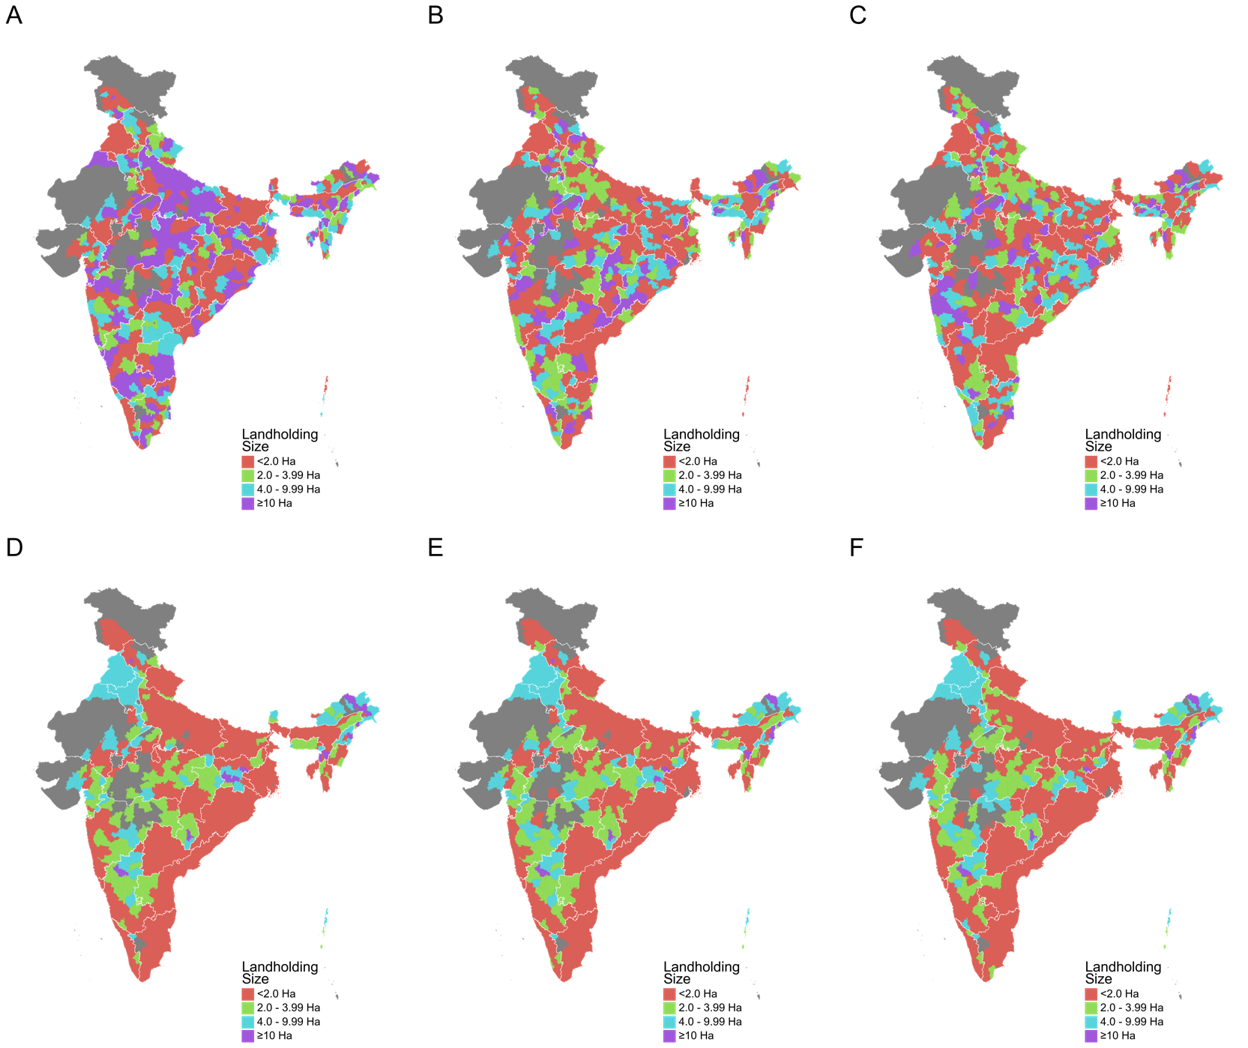 A
B
C
Landholding
Size
<2.0 Ha
2.0 - 3.99 Ha
4.0 - 9.99 Ha
≥10 Ha
Landholding
Size
<2.0 Ha
2.0 - 3.99 Ha
4.0 - 9.99 Ha
≥10 Ha
Landholding
Size
<2.0 Ha
2.0 - 3.99 Ha
4.0 - 9.99 Ha
≥10 Ha
D
E
F
Landholding
Size
<2.0 Ha
2.0 - 3.99 Ha
4.0 - 9.99 Ha
≥10 Ha
Landholding
Size
<2.0 Ha
2.0 - 3.99 Ha
4.0 - 9.99 Ha
≥10 Ha
Landholding
Size
<2.0 Ha
2.0 - 3.99 Ha
4.0 - 9.99 Ha
≥10 Ha